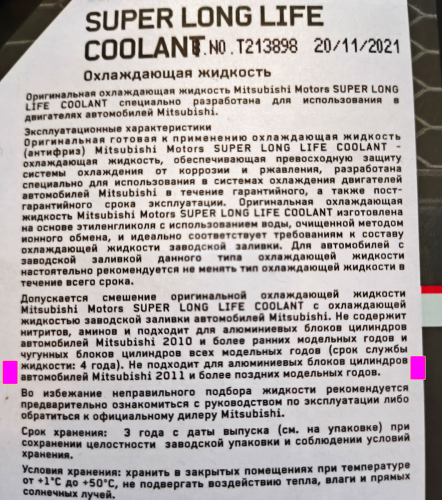 SUPER LONG LIFE
COOLANT T.NO.T213898 20/11/2021
Охлаждающая жидкость
Оригинальная охлаждающая жидкость Mitsubishi Motors SUPER LONG
LIFE COOLANT специально разработана для использования в
двигателях автомобилей Mitsubishi.
Эксплуатационные характеристики
Оригинальная готовая к применению охлаждающая жидкость
(антифриз) Mitsubishi Motors SUPER LONG LIFE COOLANT -
охлаждающая жидкость, обеспечивающая превосходную защиту
системы охлаждения от коррозии и ржавления, разработана
специально для использования в системах охлаждения двигателей
автомобилей Mitsubishi в течение гарантийного, а также пост-
гарантийного срока эксплуатации. Оригинальная охлаждающая
жидкость Mitsubishi Motors SUPER LONG LIFE COOLANT изготовлена
на основе этиленгликоля с использованием воды, очищенной методом
ионного обмена, и идеально соответствует требованиям к составу
охлаждающей жидкости заводской заливки. Для автомобилей с
заводской заливкой данного типа охлаждающей жидкости
настоятельно рекомендуется не менять тип охлаждающей жидкости в
течение всего срока.
Допускается смешение оригинальной охлаждающей жидкости
Mitsubishi Motors SUPER LONG LIFE COOLANT с охлаждающей
жидкостью заводской заливки автомобилей Mitsubishi. Не содержит
нитритов, аминов и подходит для алюминиевых блоков цилиндров
автомобилей Mitsubishi 2010 и более ранних модельных годов и
чугунных блоков цилиндров всех модельных годов (срок службы
жидкости: 4 года). Не подходит для алюминиевых блоков цилиндров
автомобилей Mitsubishi 2011 и более поздних модельных годов.
Во избежание неправильного подбора жидкости рекомендуется
предварительно ознакомиться с руководством по эксплуатации либо
обратиться к официальному дилеру Mitsubishi.
Срок хранения: 3 года с даты выпуска (см. на упаковке) при
сохранении целостности заводской упаковки и соблюдении условий
хранения.
Условия хранения: хранить в закрытых помещениях при температуре
от +1°C до +50°C, не подвергать воздействию тепла, влаги и прямых
солнечных лучей.